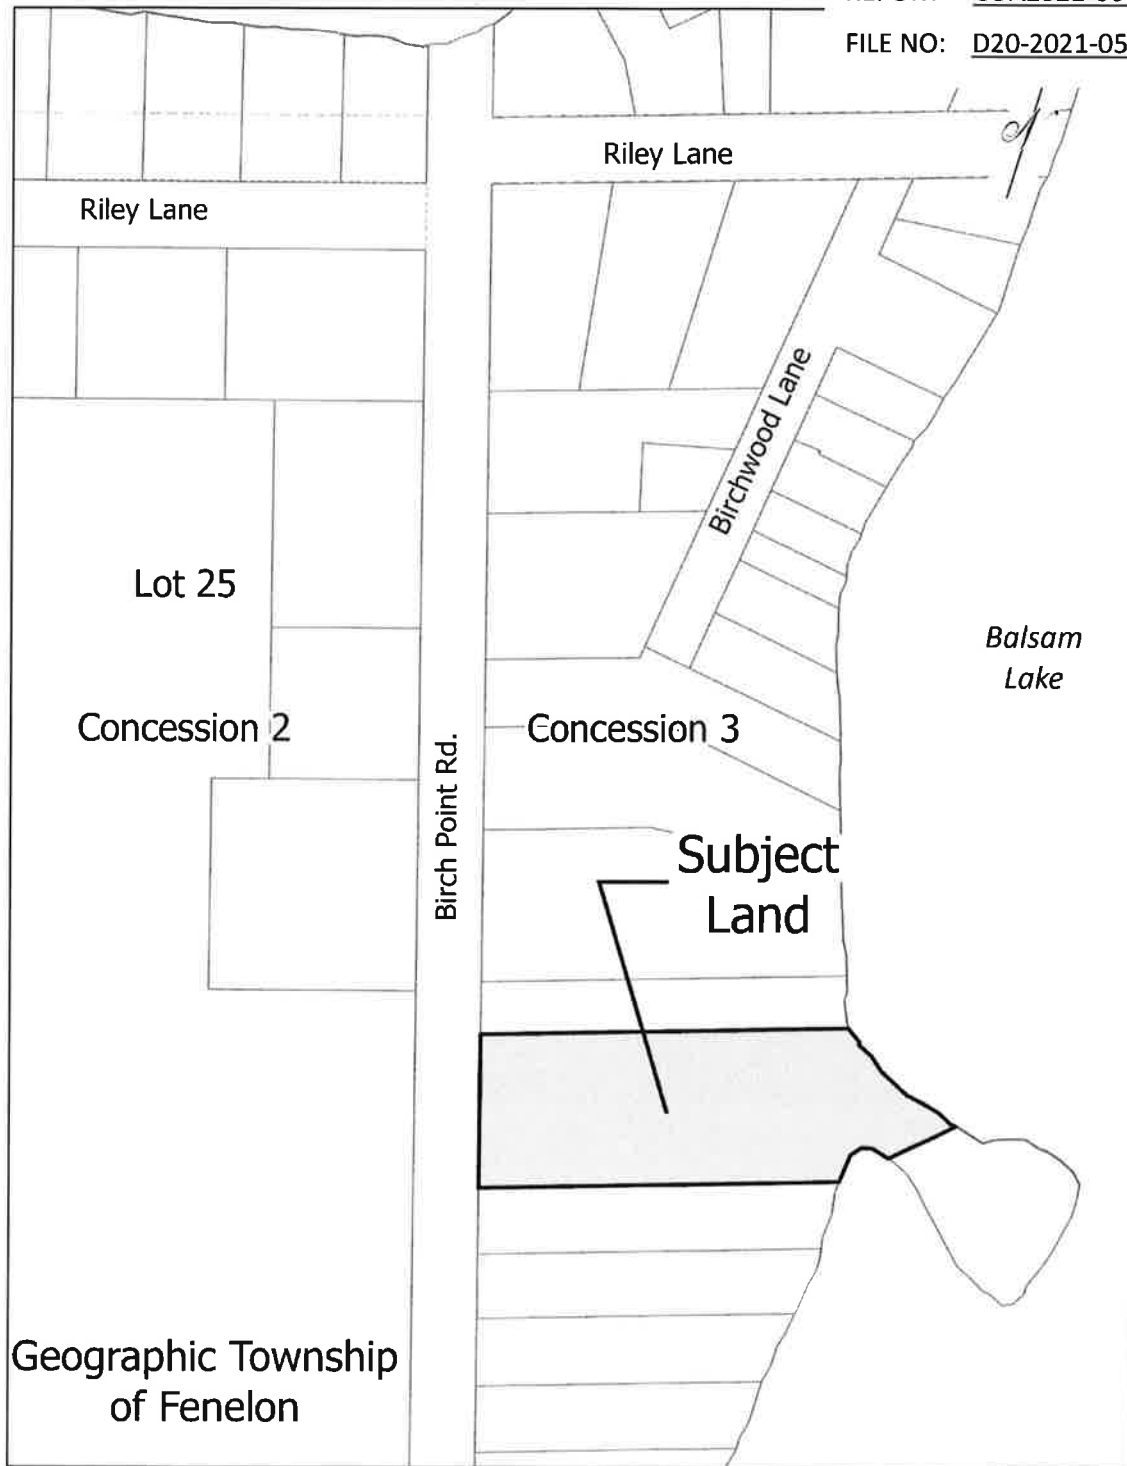 FILE NO: D20-2021-05
Riley Lane
Riley Lane
Birchwood Lane
Lot 25
Balsam
Lake
Concession 2
Concession 3
Birch Point Rd.
Subject
Land
Geographic Township
of Fenelon